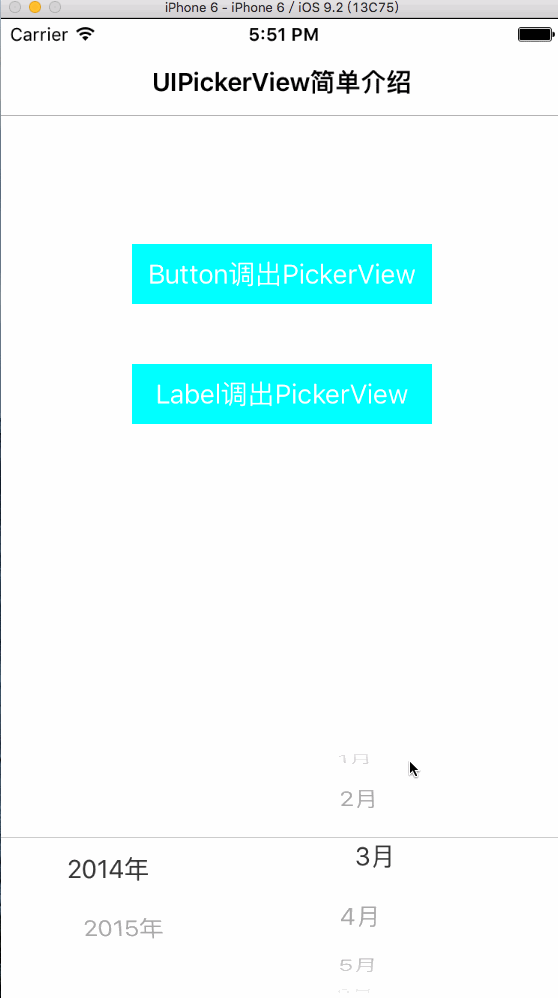 iPhone 6 - iPhone 6 / iOS 9.2 (13C75)
Carrier 5:51 PM
UIPickerView简单介绍
Button调出PickerView
Label调出PickerView
1月
2月
2014年 3月
2015年 4月
5月